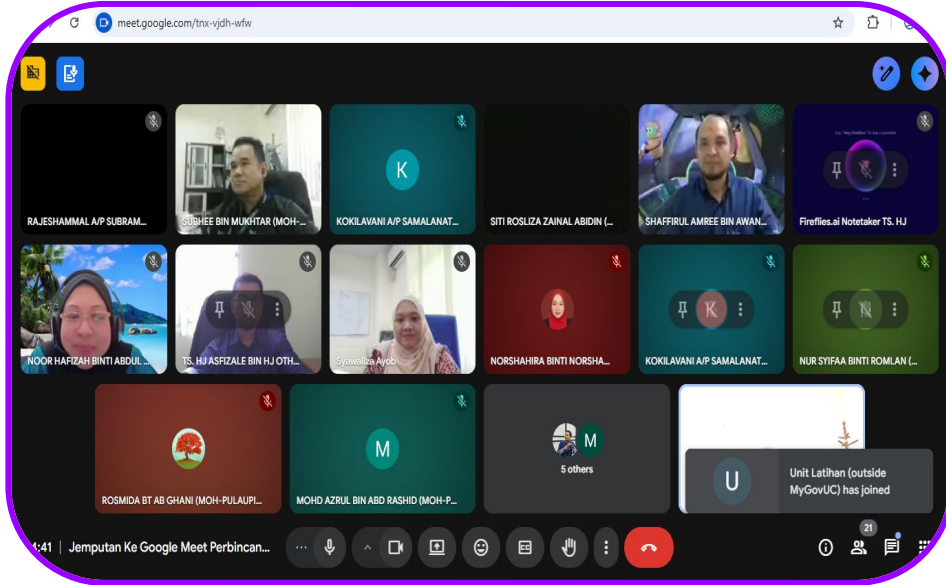 meet.google.com/tnx-vjdh-wfw
RAJESHAMMAL A/P SUBRAM...
SUBHEE BIN MUKHTAR (MOH-...
K
KOKILAVANI A/P SAMALANAT...
SITI ROSLIZA ZAINAL ABIDIN (...
SHAFFIRUL AMREE BIN AWAN...
Fireflies.ai Notetaker TS. HJ
NOOR HAFIZAH BINTI ABDUL ...
TS. HJ ASFIZALE BIN HJ OTH...
Syawaliza Ayob
NORSHAHIRA BINTI NORSHA...
K
KOKILAVANI A/P SAMALANAT...
N
NUR SYIFAA BINTI ROMLAN (...
ROSMIDA BT AB GHANI (MOH-PULAUPI...
M
MOHD AZRUL BIN ABD RASHID (MOH-P...
M
5 others
U
Unit Latihan (outside
MyGovUC) has joined
:41 | Jemputan Ke Google Meet Perbincan...
CC
21